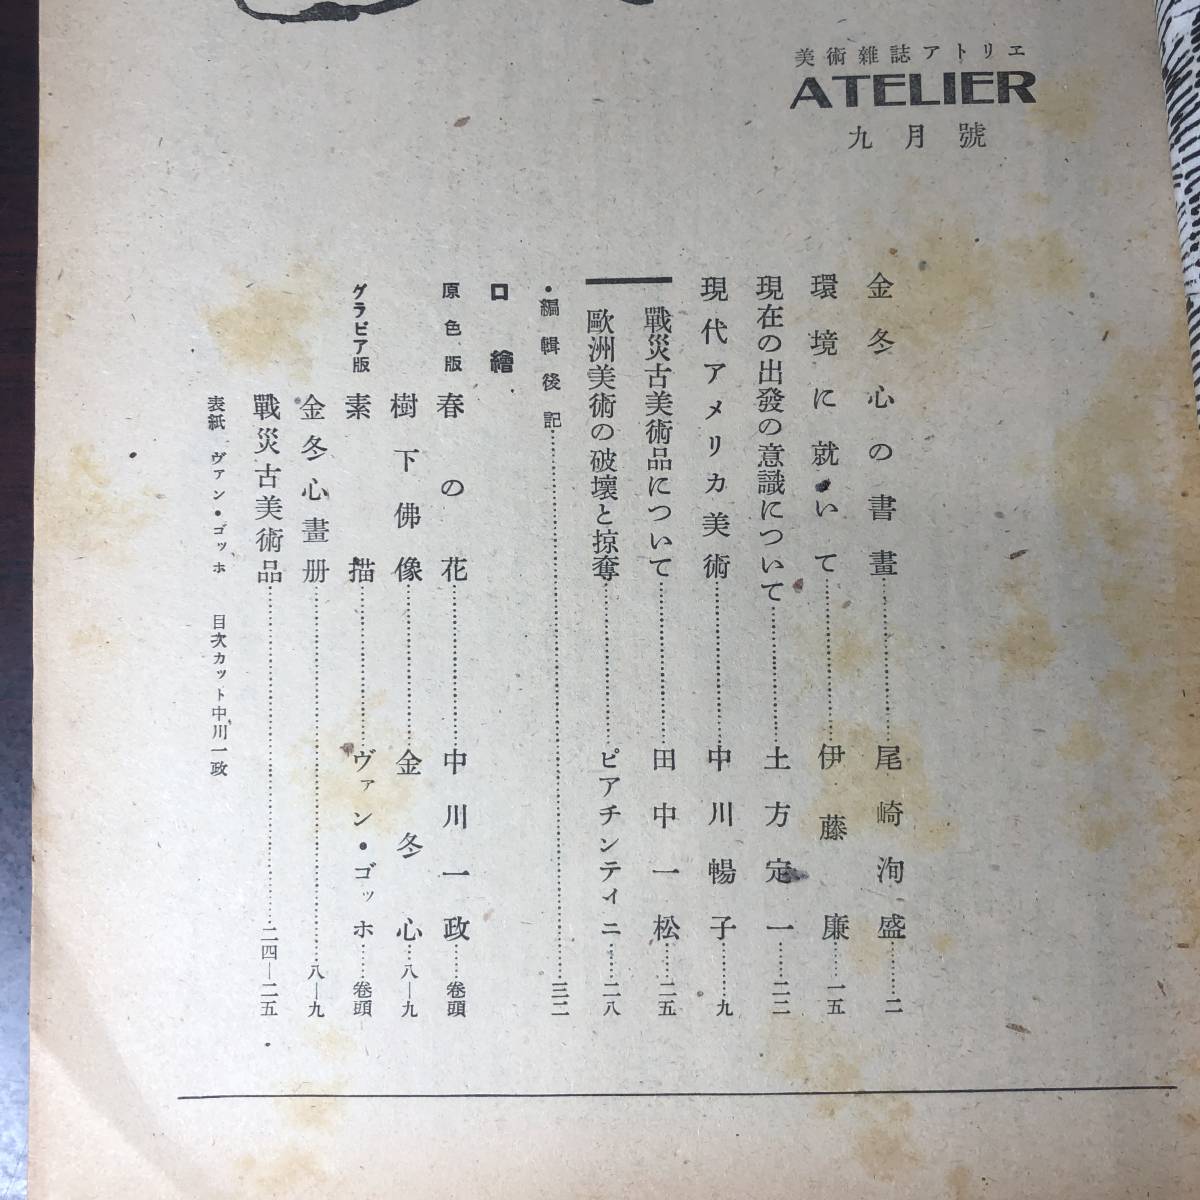 美術雜誌アトリエ
ATELIER
九月號
金冬心の書畫……尾崎洵盛……二
環境に就いて……伊藤廉……一五
現在の出發の意識について……土方定一……二二
現代アメリカ美術……中川暢子……九
戰災古美術品について……田中一松……二五
歐洲美術の破壞と掠奪……ピアチンティニ……二八
・編輯後記……三二
口繪
原色版 春の花……中川一政……卷頭
樹下佛像……金冬心……八—九
グラビア版 素描……ヴァン・ゴッホ……卷頭
金冬心畫册……八—九
戰災古美術品……二四—二五
表紙 ヴァン・ゴッホ 目次カット 中川一政